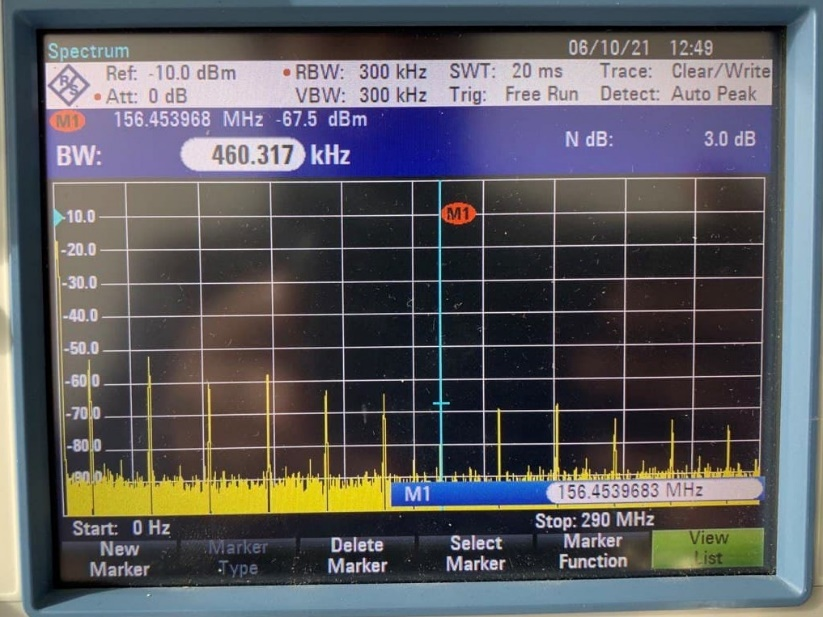 Spectrum 06/10/21 12:49
R&S Ref: -10.0 dBm RBW: 300 kHz SWT: 20 ms Trace: Clear/Write
Att: 0 dB VBW: 300 kHz Trig: Free Run Detect: Auto Peak
M1 156.453968 MHz -67.5 dBm
BW: 460.317 kHz N dB: 3.0 dB
M1
-10.0
-20.0
-30.0
-40.0
-50.0
-60.0
-70.0
-80.0
-90.0
M1 156.4539683 MHz
Start: 0 Hz Stop: 290 MHz
New Marker Marker Type Delete Marker Select Marker Marker Function View List